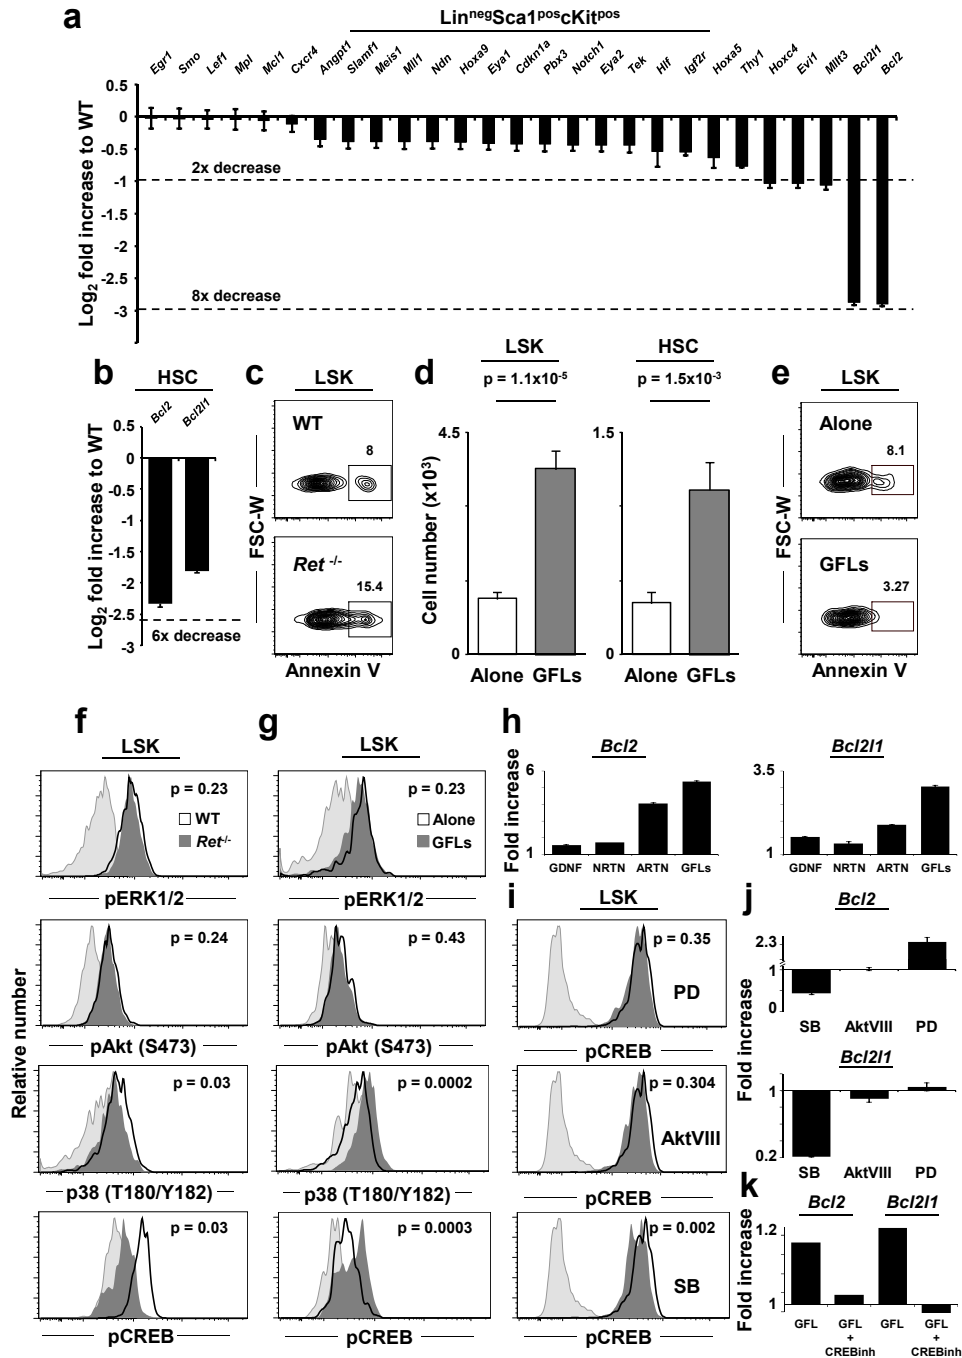 a
Lin^neg Sca1^pos cKit^pos
Egr1 Smo Lef1 Mpl Mcl1 Cxcr4 Angpt1 Slamf1 Meis1 Mll1 Ndn Hoxa9 Eya1 Cdkn1a Pbx3 Notch1 Eya2 Tek Hlf Igf2r Hoxa5 Thy1 Hoxc4 Evi1 Mllt3 Bcl2l1 Bcl2
Log2 fold increase to WT
0.5
0
-0.5
-1
-1.5
-2
-2.5
-3
2x decrease
8x decrease
b
HSC
Bcl2 Bcl2l1
Log2 fold increase to WT
0.5
0
-0.5
-1
-1.5
-2
-2.5
-3
6x decrease
c
LSK
WT
8
Ret -/-
15.4
FSC-W
Annexin V
d
LSK
p = 1.1x10-5
HSC
p = 1.5x10-3
Cell number (x10³)
4.5
0
Alone GFLs
1.5
0
Alone GFLs
e
LSK
Alone
8.1
GFLs
3.27
FSC-W
Annexin V
f
LSK
Relative number
p = 0.23
WT
Ret-/-
pERK1/2
p = 0.24
pAkt (S473)
p = 0.03
p38 (T180/Y182)
p = 0.03
pCREB
g
LSK
p = 0.23
Alone
GFLs
pERK1/2
p = 0.43
pAkt (S473)
p = 0.0002
p38 (T180/Y182)
p = 0.0003
pCREB
h
Bcl2
Fold increase
6
1
GDNF NRTN ARTN GFLs
Bcl2l1
3.5
1
GDNF NRTN ARTN GFLs
i
LSK
p = 0.35
PD
pCREB
p = 0.304
AktVIII
pCREB
p = 0.002
SB
pCREB
j
Bcl2
Fold increase
2.3
1
0
SB AktVIII PD
Bcl2l1
1
0.2
SB AktVIII PD
k
Bcl2 Bcl2l1
Fold increase
1.2
1
GFL GFL + CREBinh GFL GFL + CREBinh